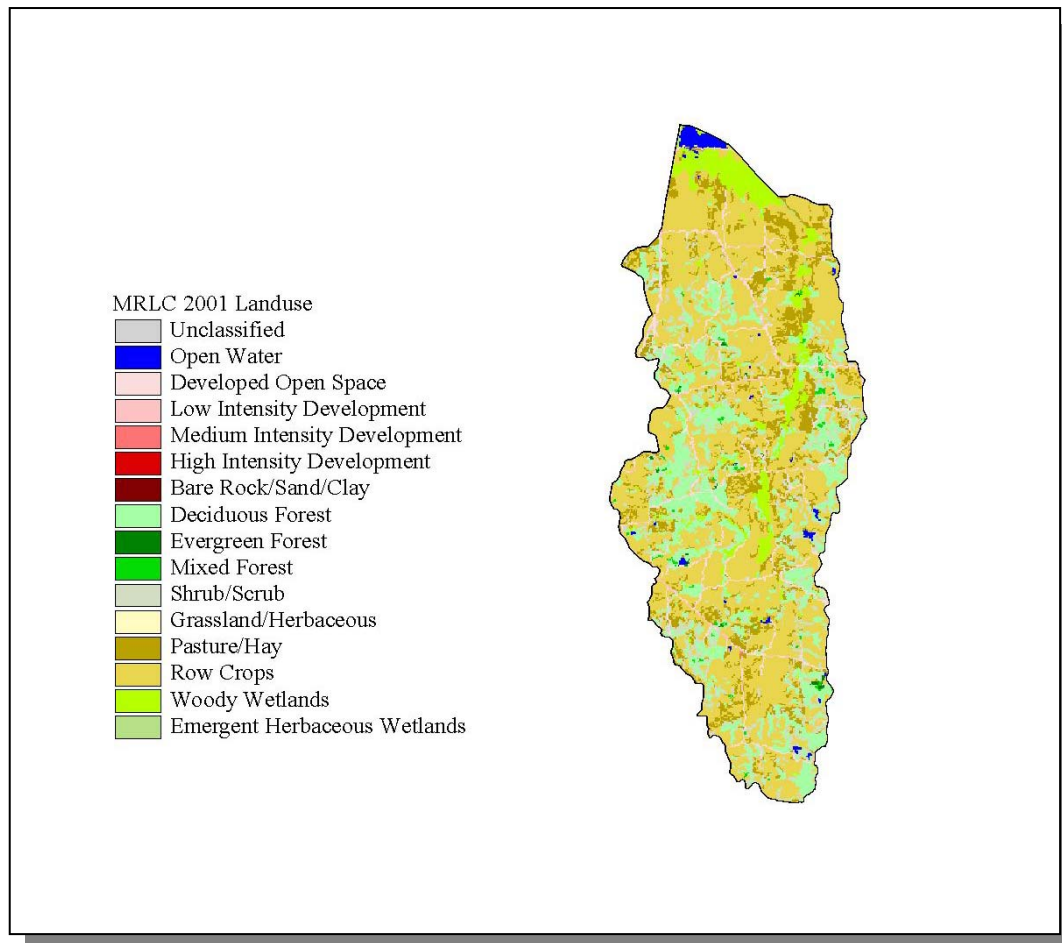 MRLC 2001 Landuse
Unclassified
Open Water
Developed Open Space
Low Intensity Development
Medium Intensity Development
High Intensity Development
Bare Rock/Sand/Clay
Deciduous Forest
Evergreen Forest
Mixed Forest
Shrub/Scrub
Grassland/Herbaceous
Pasture/Hay
Row Crops
Woody Wetlands
Emergent Herbaceous Wetlands